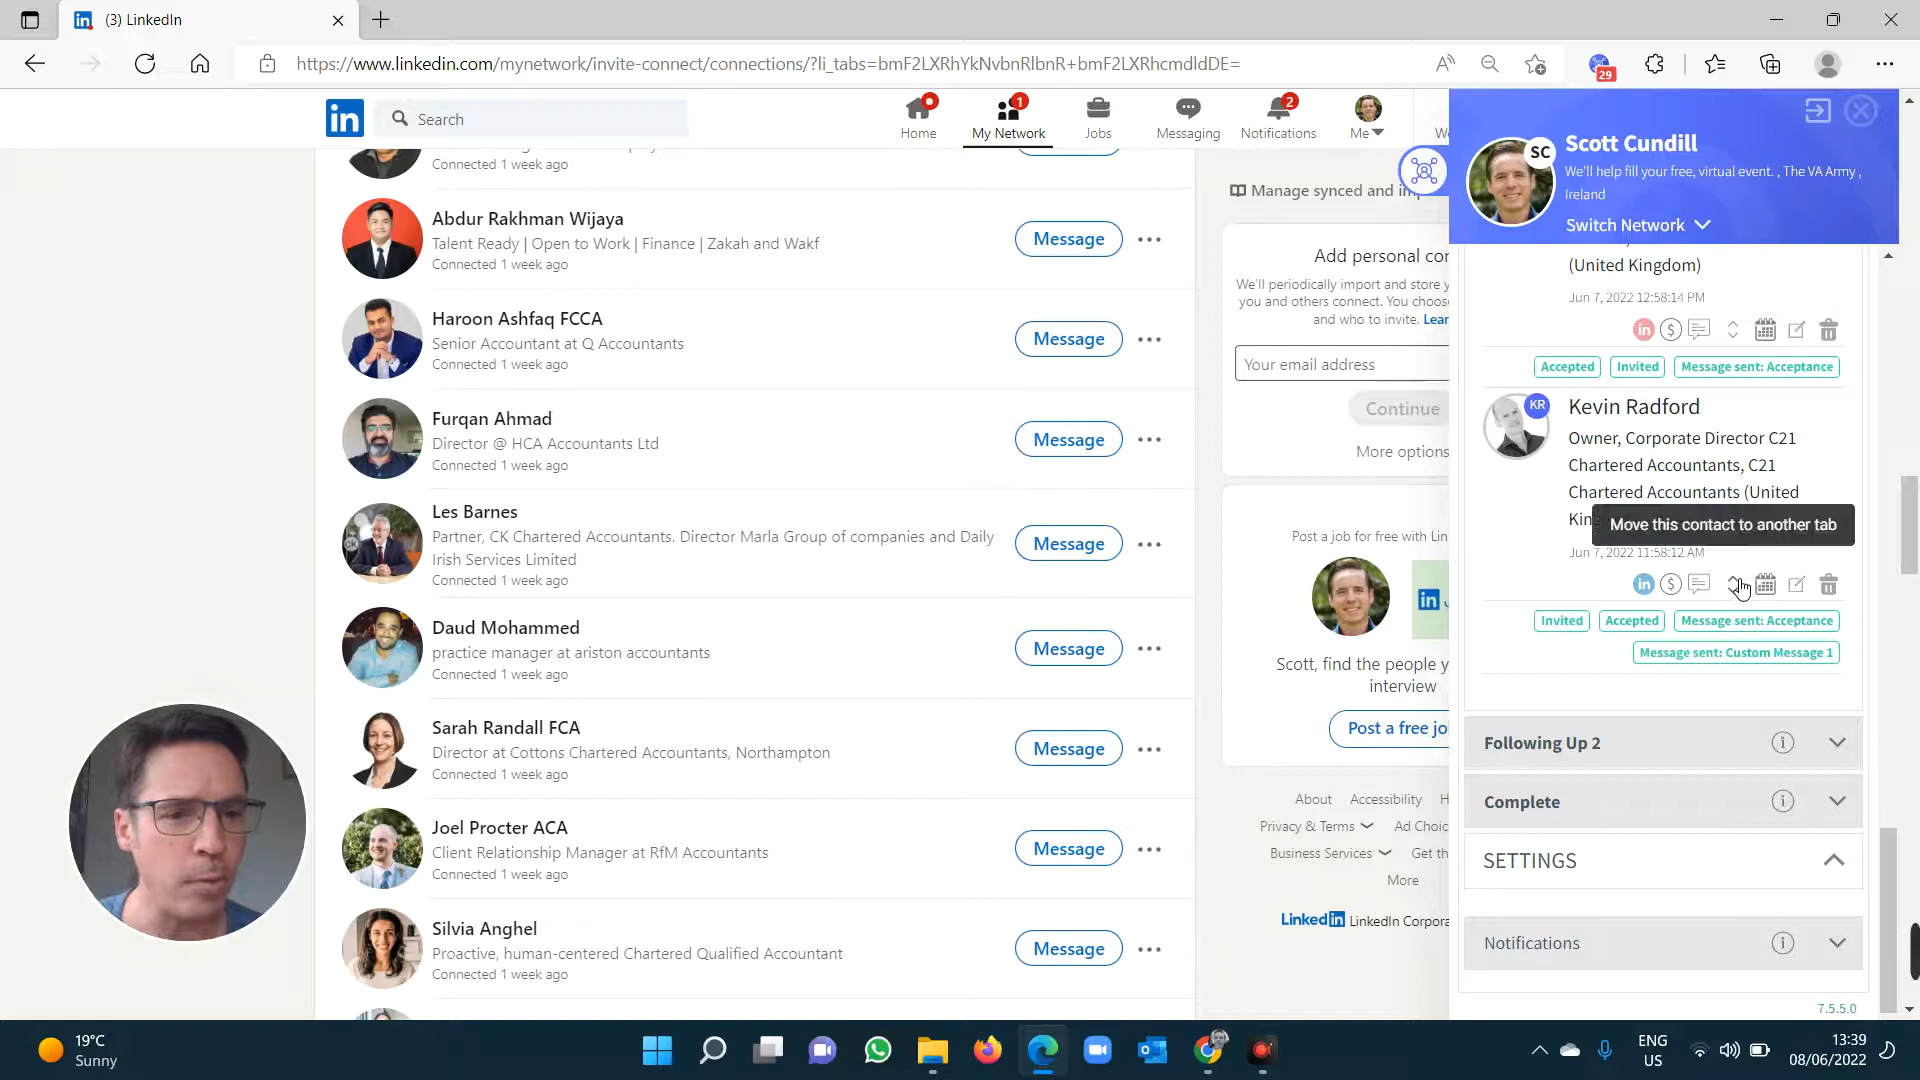 (3) LinkedIn
https://www.linkedin.com/mynetwork/invite-connect/connections/?li_tabs=bmF2LXRhYkNvbnRlbnR+bmF2LXRhcmdldDE=
29
in
Search
Home
1
My Network
Jobs
Messaging
2
Notifications
Me
Connected 1 week ago
Abdur Rakhman Wijaya
Talent Ready | Open to Work | Finance | Zakah and Wakf
Connected 1 week ago
Message
Haroon Ashfaq FCCA
Senior Accountant at Q Accountants
Connected 1 week ago
Message
Furqan Ahmad
Director @ HCA Accountants Ltd
Connected 1 week ago
Message
Les Barnes
Partner, CK Chartered Accountants. Director Marla Group of companies and Daily
Irish Services Limited
Connected 1 week ago
Message
Daud Mohammed
practice manager at ariston accountants
Connected 1 week ago
Message
Sarah Randall FCA
Director at Cottons Chartered Accountants, Northampton
Connected 1 week ago
Message
Joel Procter ACA
Client Relationship Manager at RfM Accountants
Connected 1 week ago
Message
Silvia Anghel
Proactive, human-centered Chartered Qualified Accountant
Connected 1 week ago
Message
Manage synced and im
Add personal cor
We'll periodically import and store y
you and others connect. You choos
and who to invite. Lear
Your email address
Continue
More options
Post a job for free with Lin
in
Scott, find the people y
interview
Post a free jo
About Accessibility H
Privacy & Terms Ad Choic
Business Services Get th
More
Linked in LinkedIn Corpora
SC
Scott Cundill
We'll help fill your free, virtual event. , The VA Army ,
Ireland
Switch Network
(United Kingdom)
Jun 7, 2022 12:58:14 PM
in $
Accepted Invited Message sent: Acceptance
KR
Kevin Radford
Owner, Corporate Director C21
Chartered Accountants, C21
Chartered Accountants (United
Kin
Move this contact to another tab
Jun 7, 2022 11:58:12 AM
in $
Invited Accepted Message sent: Acceptance
Message sent: Custom Message 1
Following Up 2
Complete
SETTINGS
Notifications
7.5.5.0
19°C
Sunny
ENG
US
13:39
08/06/2022